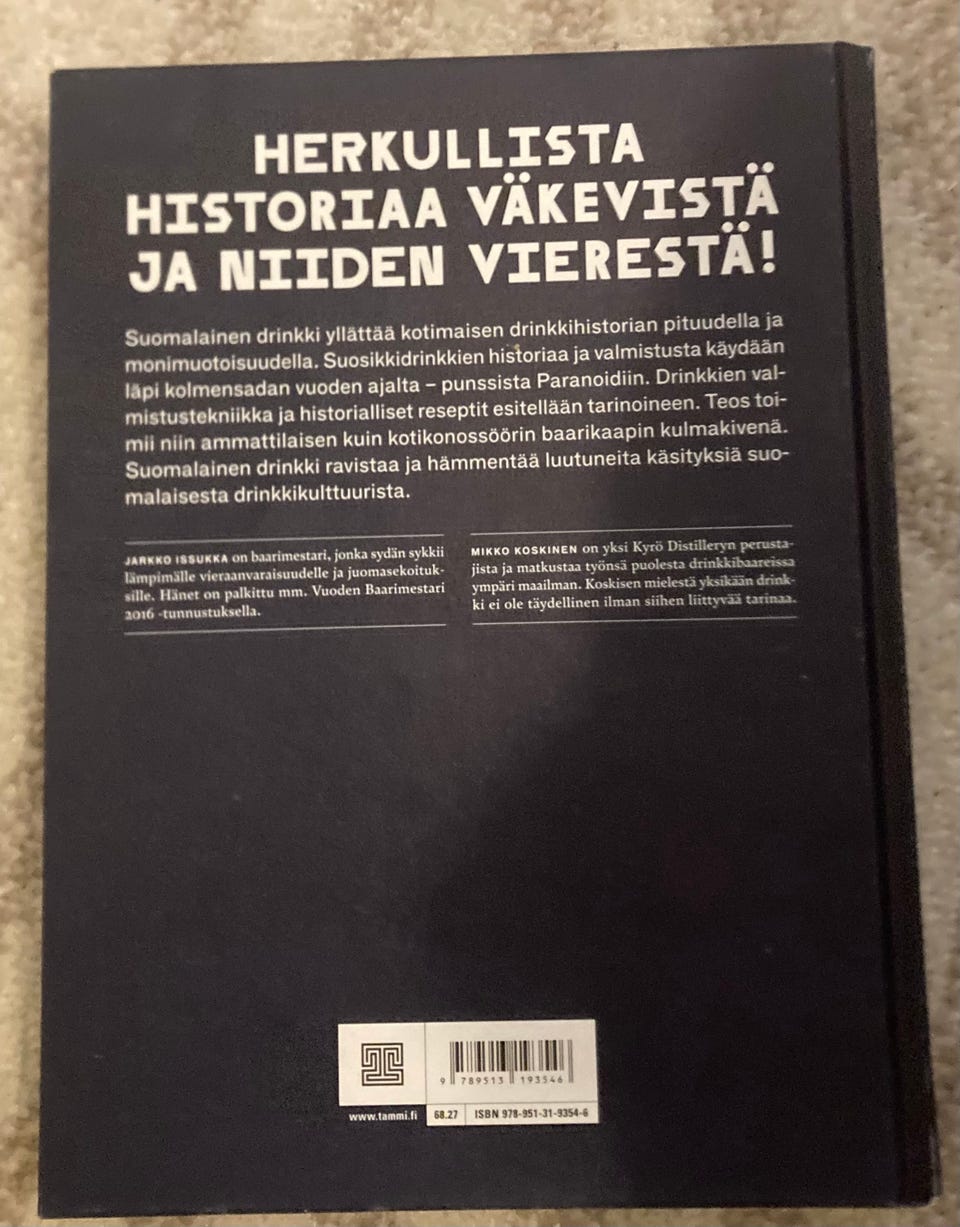 HERKULLISTA
HISTORIAA VÄKEVISTÄ
JA NIIDEN VIERESTÄ!
Suomalainen drinkki yllättää kotimaisen drinkkihistorian pituudella ja
monimuotoisuudella. Suosikkidrinkkien historiaa ja valmistusta käydään
läpi kolmensadan vuoden ajalta – punssista Paranoidiin. Drinkkien val-
mistustekniikka ja historialliset reseptit esitellään tarinoineen. Teos toi-
mii niin ammattilaisen kuin kotikonossöörin baarikaapin kulmakivenä.
Suomalainen drinkki ravistaa ja hämmentää luutuneita käsityksiä suo-
malaisesta drinkkikulttuurista.
JARKKO ISSUKKA on baarimestari, jonka sydän sykkii
lämpimälle vieraanvaraisuudelle ja juomasekoituk-
sille. Hänet on palkittu mm. Vuoden Baarimestari
2016 -tunnustuksella.
MIKKO KOSKINEN on yksi Kyrö Distilleryn perusta-
jista ja matkustaa työnsä puolesta drinkkibaareissa
ympäri maailman. Koskisen mielestä yksikään drink-
ki ei ole täydellinen ilman siihen liittyvää tarinaa.
9 789513 193546
www.tammi.fi
68.27
ISBN 978-951-31-9354-6